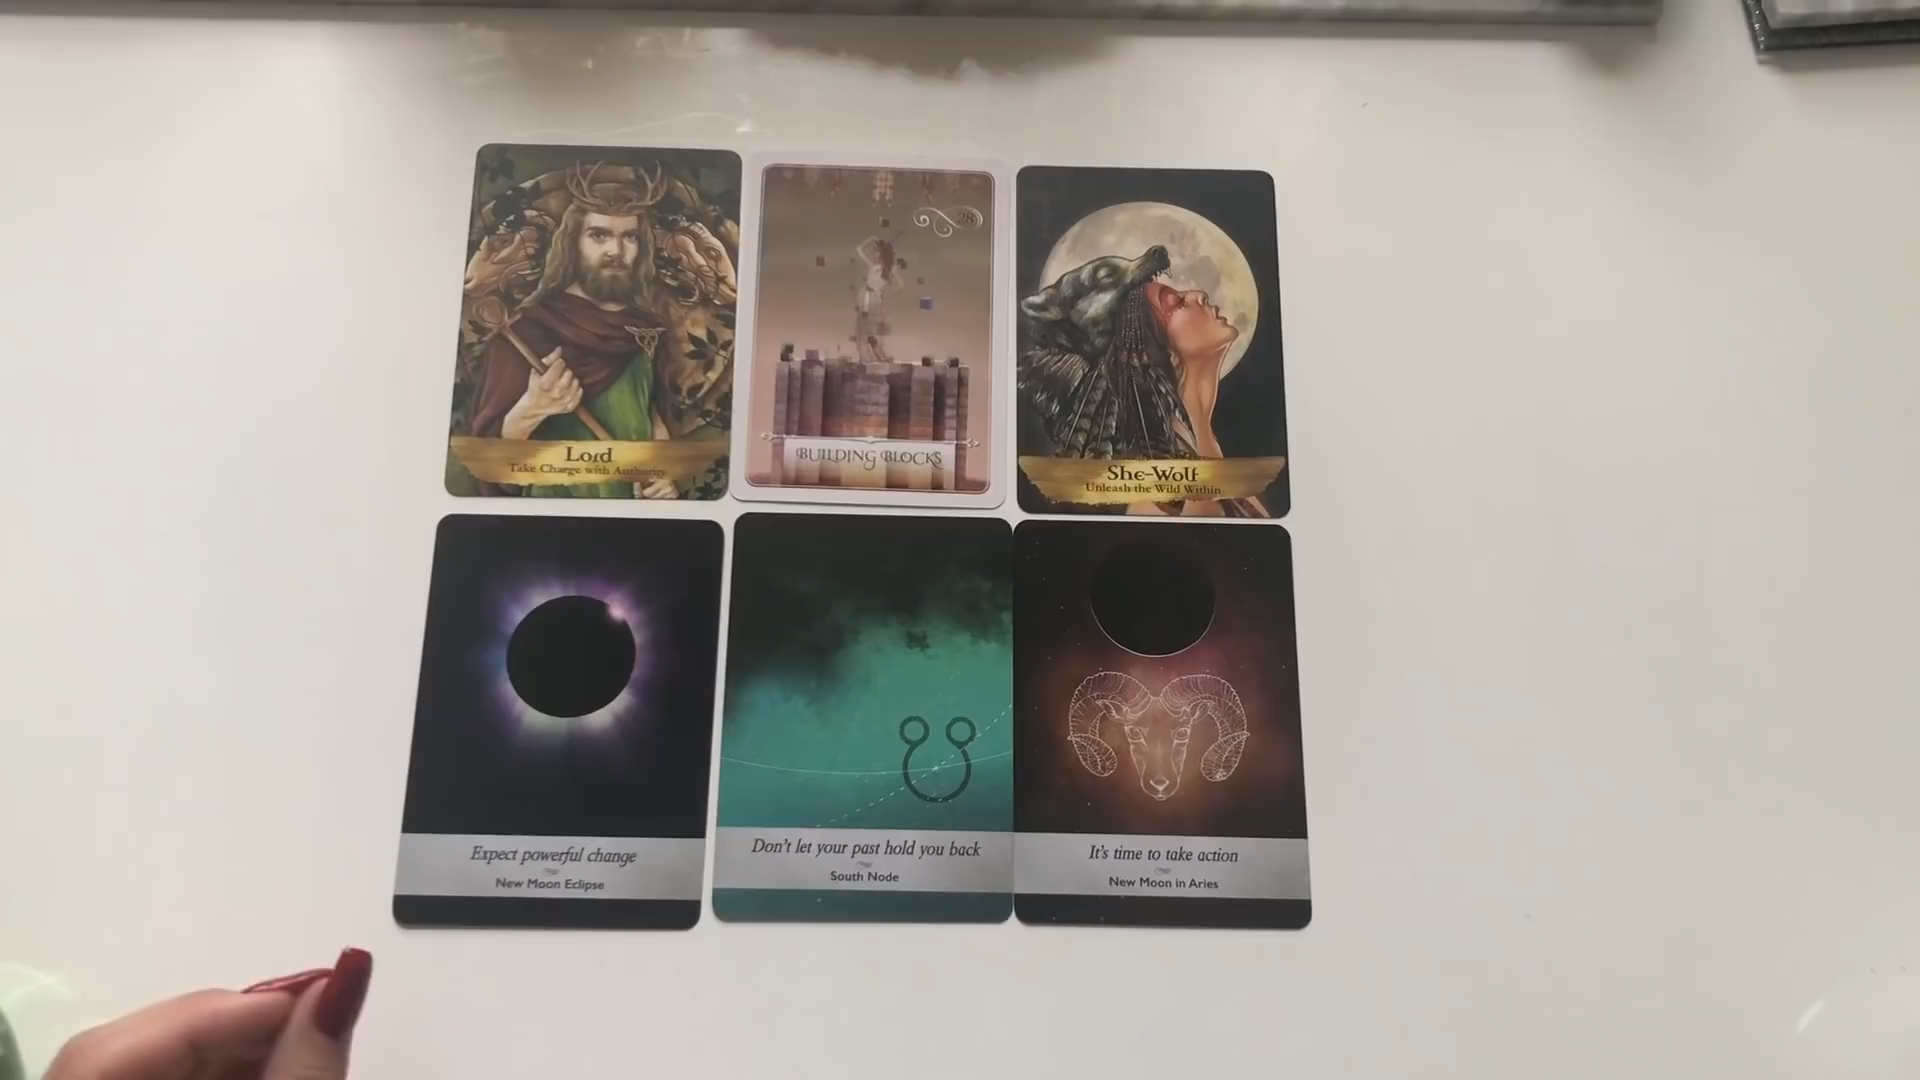 Lord
Take Charge with Authority
28
BUILDING BLOCKS
She-Wolf
Unleash the Wild Within
Expect powerful change
New Moon Eclipse
Don't let your past hold you back
South Node
It's time to take action
New Moon in Aries